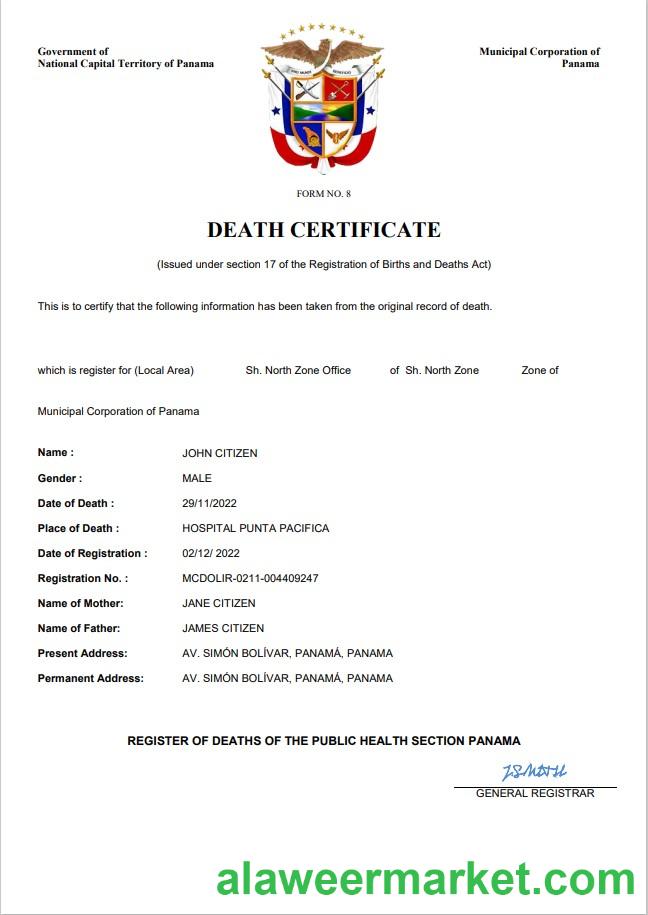 Government of
National Capital Territory of Panama
Municipal Corporation of
Panama
FORM NO. 8
DEATH CERTIFICATE
(Issued under section 17 of the Registration of Births and Deaths Act)
This is to certify that the following information has been taken from the original record of death.
which is register for (Local Area) Sh. North Zone Office of Sh. North Zone Zone of
Municipal Corporation of Panama
Name : JOHN CITIZEN
Gender : MALE
Date of Death : 29/11/2022
Place of Death : HOSPITAL PUNTA PACIFICA
Date of Registration : 02/12/ 2022
Registration No. : MCDOLIR-0211-004409247
Name of Mother: JANE CITIZEN
Name of Father: JAMES CITIZEN
Present Address: AV. SIMÓN BOLÍVAR, PANAMÁ, PANAMA
Permanent Address: AV. SIMÓN BOLÍVAR, PANAMÁ, PANAMA
REGISTER OF DEATHS OF THE PUBLIC HEALTH SECTION PANAMA
GENERAL REGISTRAR
alaweermarket.com